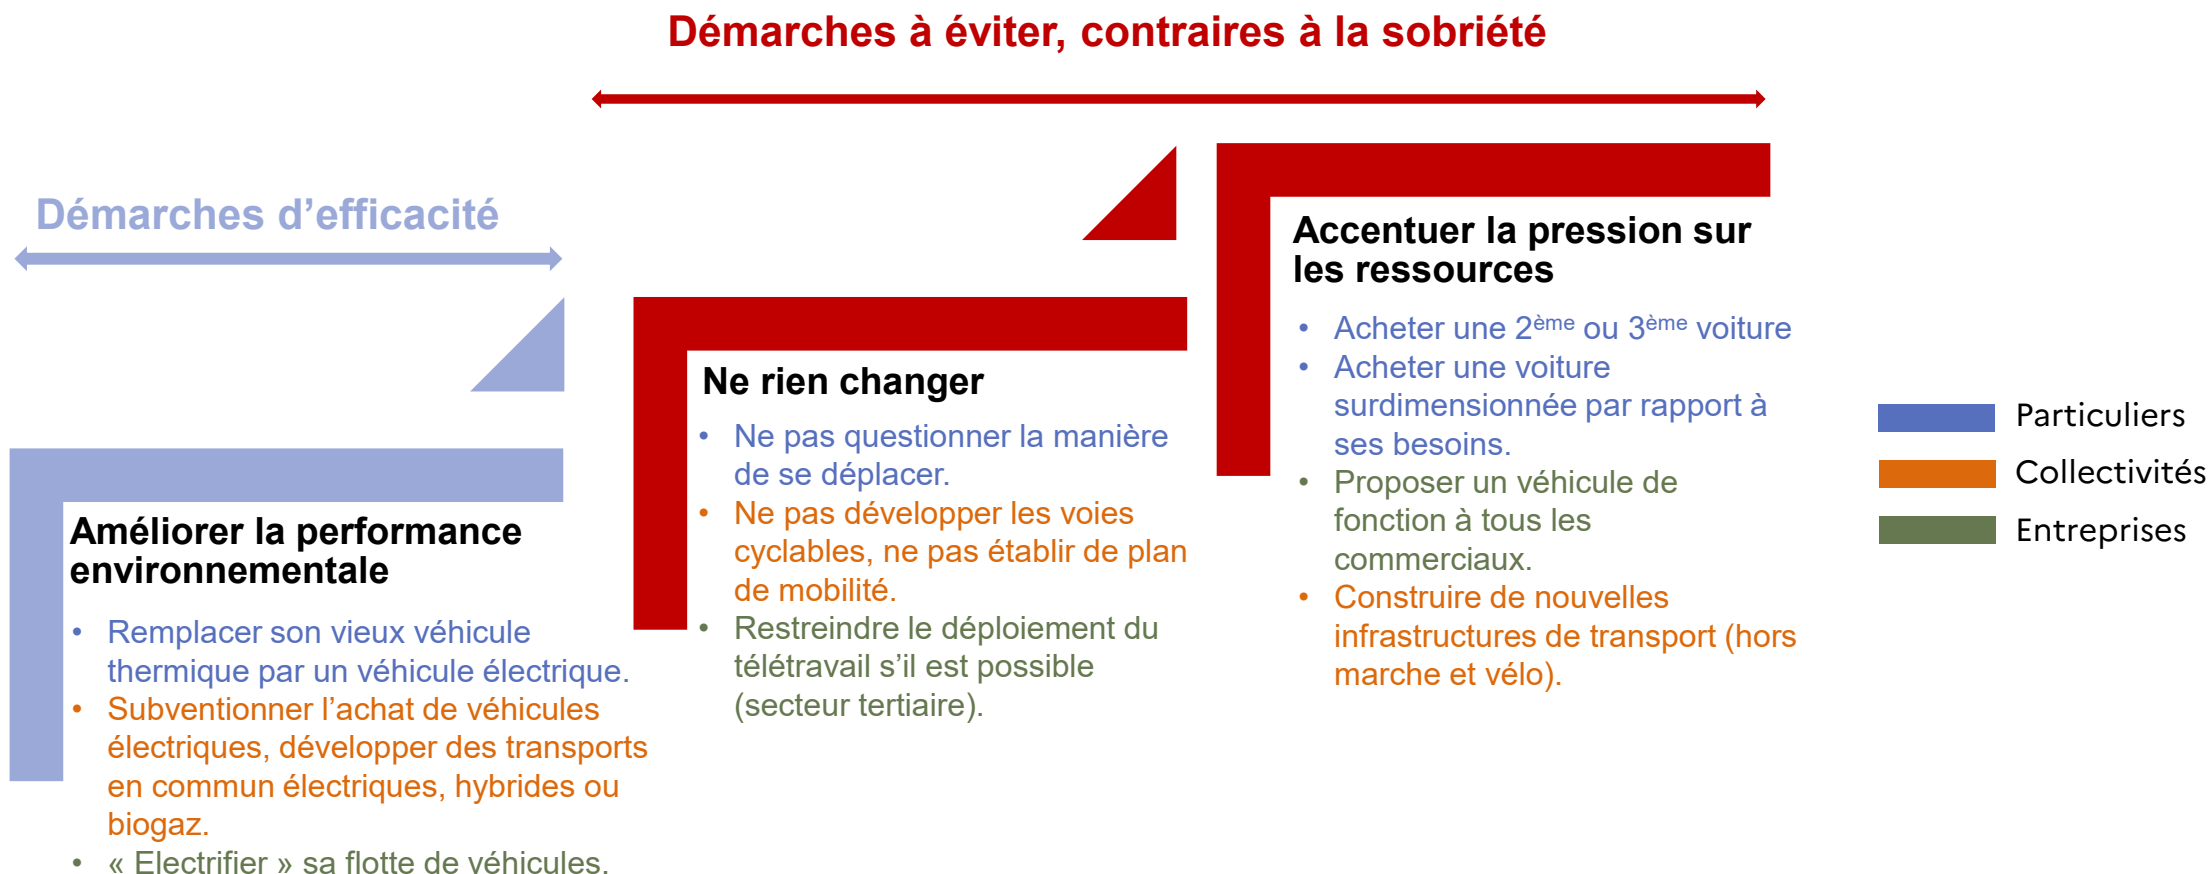 Démarches à éviter, contraires à la sobriété
Démarches d’efficacité
Améliorer la performance
environnementale
• Remplacer son vieux véhicule
thermique par un véhicule électrique.
• Subventionner l’achat de véhicules
électriques, développer des transports
en commun électriques, hybrides ou
biogaz.
• « Electrifier » sa flotte de véhicules.
Ne rien changer
• Ne pas questionner la manière
de se déplacer.
• Ne pas développer les voies
cyclables, ne pas établir de plan
de mobilité.
• Restreindre le déploiement du
télétravail s’il est possible
(secteur tertiaire).
Accentuer la pression sur
les ressources
• Acheter une 2ème ou 3ème voiture
• Acheter une voiture
surdimensionnée par rapport à
ses besoins.
• Proposer un véhicule de
fonction à tous les
commerciaux.
• Construire de nouvelles
infrastructures de transport (hors
marche et vélo).
Particuliers
Collectivités
Entreprises